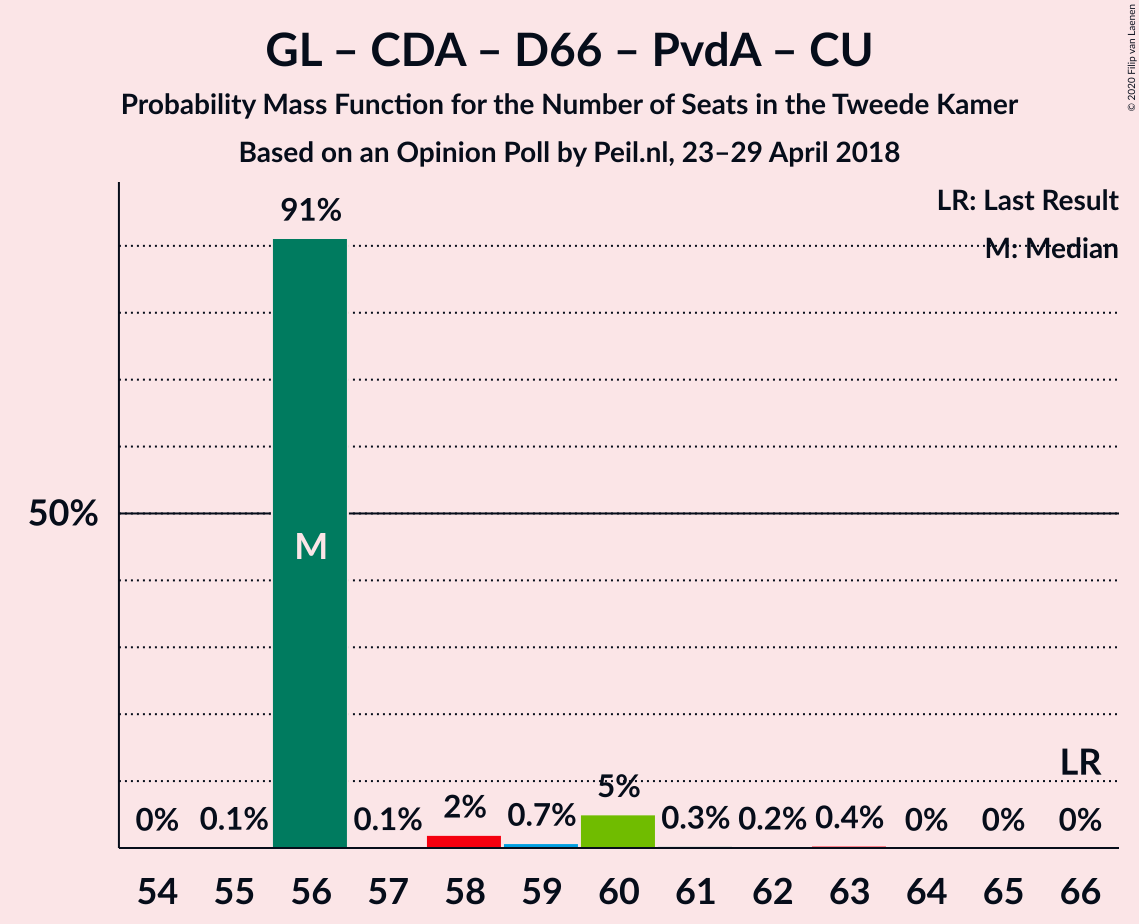 GL – CDA – D66 – PvdA – CU
Probability Mass Function for the Number of Seats in the Tweede Kamer
Based on an Opinion Poll by Peil.nl, 23–29 April 2018
© 2020 Filip van Laenen
LR: Last Result
M: Median
91%
50%
M
LR
0% 0.1% 0.1% 2% 0.7% 5% 0.3% 0.2% 0.4% 0% 0% 0%
54 55 56 57 58 59 60 61 62 63 64 65 66